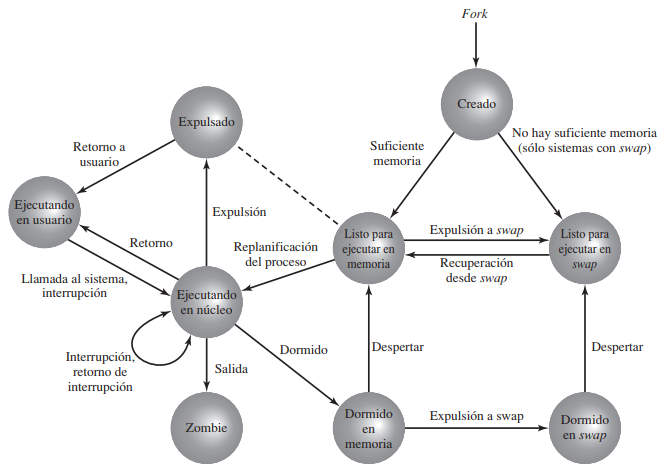 Fork
Creado
Expulsado
No hay suficiente memoria
(sólo sistemas con swap)
Suficiente
memoria
Retorno a
usuario
Ejecutando
en usuario
Expulsión
Retorno
Replanificación
del proceso
Listo para
ejecutar en
memoria
Expulsión a swap
Recuperación
desde swap
Listo para
ejecutar en
swap
Llamada al sistema,
interrupción
Ejecutando
en núcleo
Interrupción,
retorno de
interrupción
Salida
Dormido
Despertar
Despertar
Zombie
Dormido
en
memoria
Expulsión a swap
Dormido
en swap